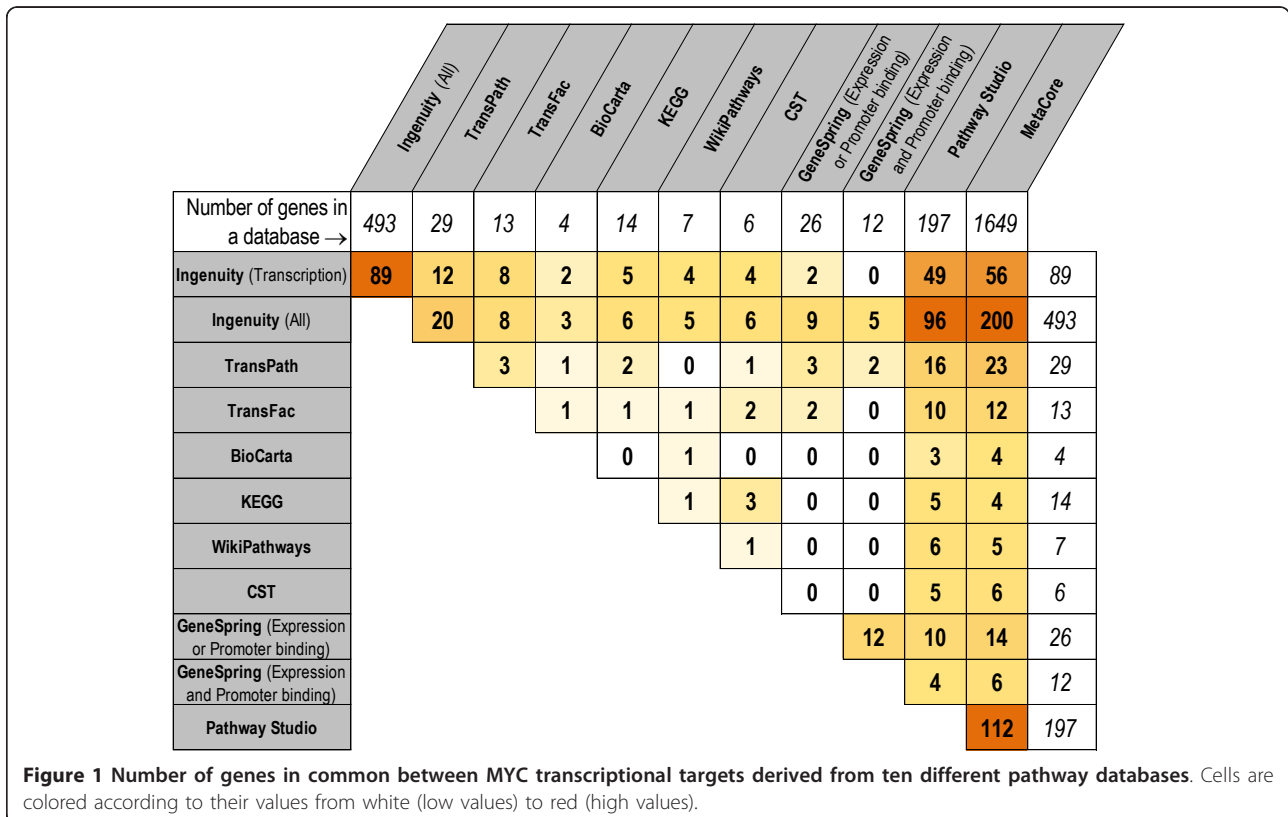 Ingenuity (All)
TransPath
TransFac
BioCarta
KEGG
WikiPathways
CST
GeneSpring (Expression
or Promoter binding)
GeneSpring (Expression
and Promoter binding)
Pathway Studio
MetaCore
Number of genes in
a database → 493 29 13 4 14 7 6 26 12 197 1649
Ingenuity (Transcription) 89 12 8 2 5 4 4 2 0 49 56 89
Ingenuity (All) 20 8 3 6 5 6 9 5 96 200 493
TransPath 3 1 2 0 1 3 2 16 23 29
TransFac 1 1 1 2 2 0 10 12 13
BioCarta 0 1 0 0 0 3 4 4
KEGG 1 3 0 0 5 4 14
WikiPathways 1 0 0 6 5 7
CST 0 0 5 6 6
GeneSpring (Expression
or Promoter binding) 12 10 14 26
GeneSpring (Expression
and Promoter binding) 4 6 12
Pathway Studio 112 197
Figure 1 Number of genes in common between MYC transcriptional targets derived from ten different pathway databases. Cells are
colored according to their values from white (low values) to red (high values).